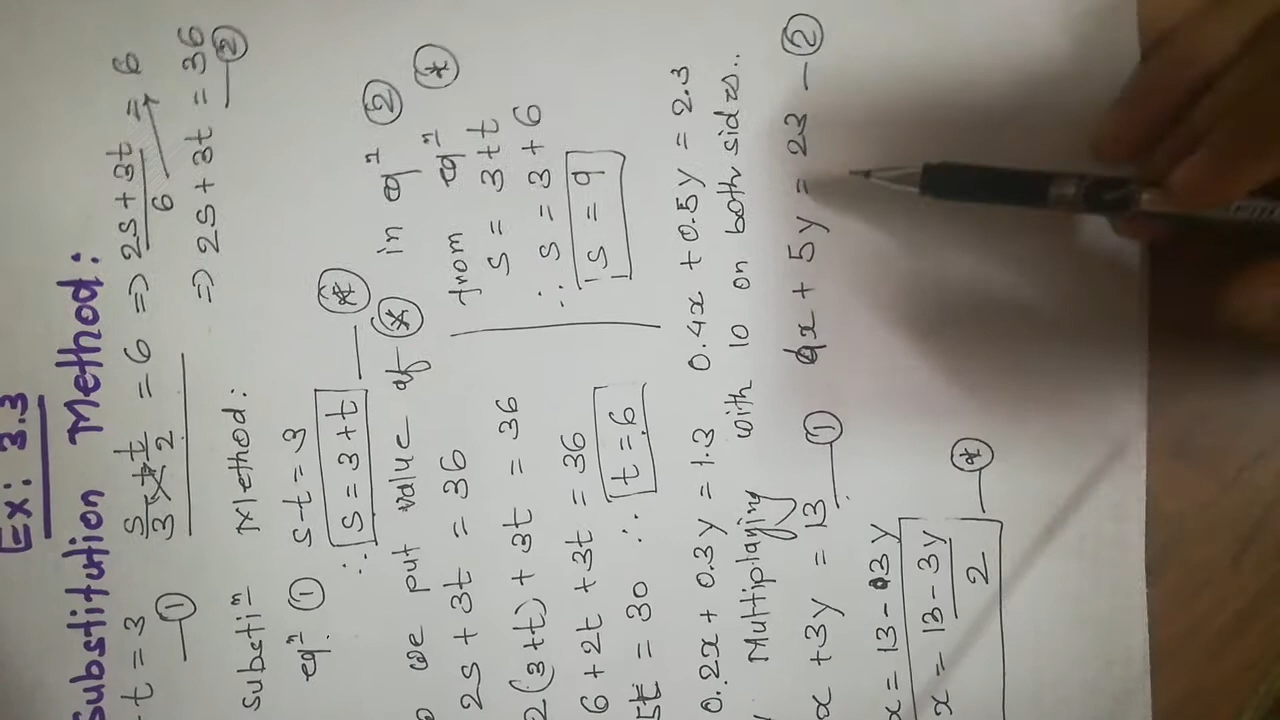 Ex: 3.3
Substitution Method:
-t = 3 —①
s/3 + t/2 = 6 ⇒ 2s + 3t/6 = 6
⇒ 2s + 3t = 36 —②
substiⁿ Method:
eqⁿ ① s-t = 3
∴ s = 3+t —(*)
we put value of (*) in eqⁿ ②
2s + 3t = 36
2(3+t) + 3t = 36
6 + 2t + 3t = 36
5t = 30 ∴ t = 6
from eqⁿ (*)
s = 3+t
∴ s = 3+6
s = 9
0.2x + 0.3y = 1.3 0.4x + 0.5y = 2.3
Multiplaying with 10 on both sides..
x + 3y = 13 —① 4x + 5y = 23 —②
x = 13 - 3y
x = 13 - 3y/2 —(*)